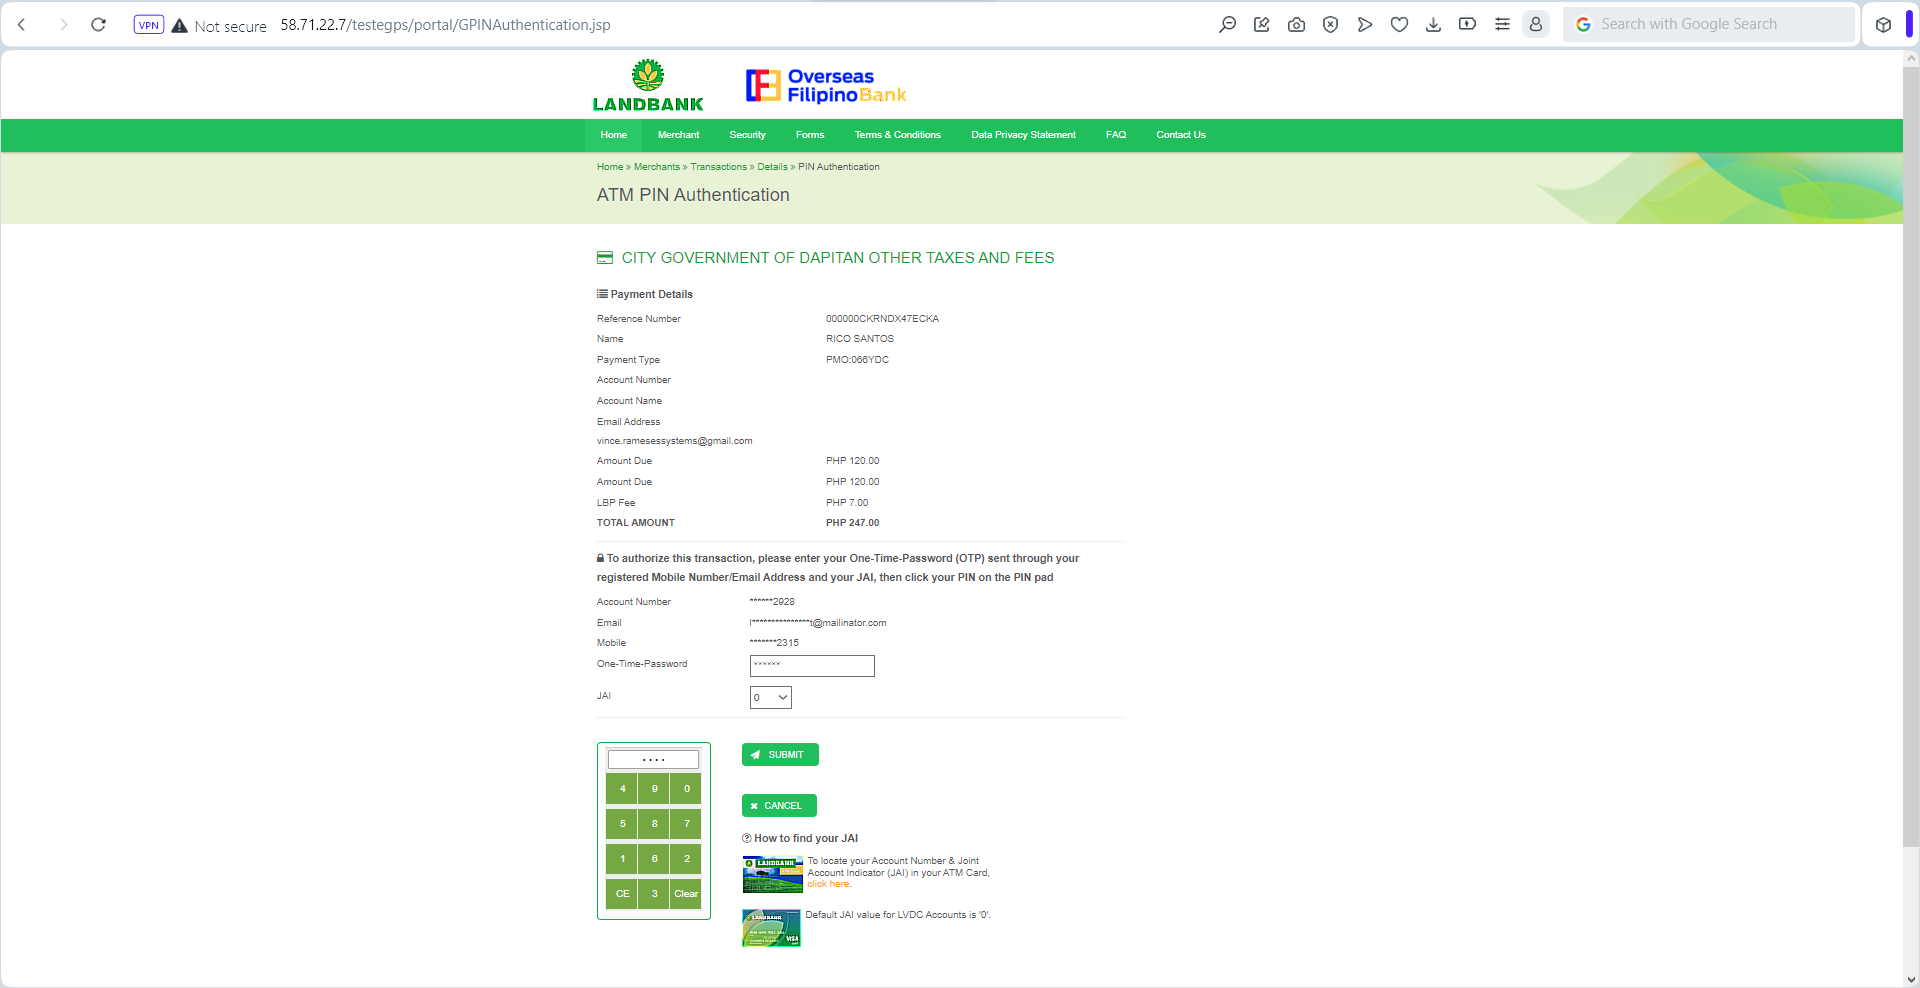 VPN Not secure 58.71.22.7/testegps/portal/GPINAuthentication.jsp Search with Google Search
LANDBANK
Overseas
FilipinoBank
Home Merchant Security Forms Terms & Conditions Data Privacy Statement FAQ Contact Us
Home » Merchants » Transactions » Details » PIN Authentication
ATM PIN Authentication
CITY GOVERNMENT OF DAPITAN OTHER TAXES AND FEES
Payment Details
Reference Number 000000CKRNDX47ECKA
Name RICO SANTOS
Payment Type PMO:066YDC
Account Number
Account Name
Email Address
vince.ramesessystems@gmail.com
Amount Due PHP 120.00
Amount Due PHP 120.00
LBP Fee PHP 7.00
TOTAL AMOUNT PHP 247.00
To authorize this transaction, please enter your One-Time-Password (OTP) sent through your
registered Mobile Number/Email Address and your JAI, then click your PIN on the PIN pad
Account Number ******2928
Email l***************t@mailinator.com
Mobile *******2315
One-Time-Password ******
JAI 0
····
SUBMIT
4 9 0
CANCEL
5 8 7
How to find your JAI
1 6 2
LANDBANK
To locate your Account Number & Joint
Account Indicator (JAI) in your ATM Card,
click here.
CE 3 Clear
LANDBANK
VISA
Default JAI value for LVDC Accounts is '0'.